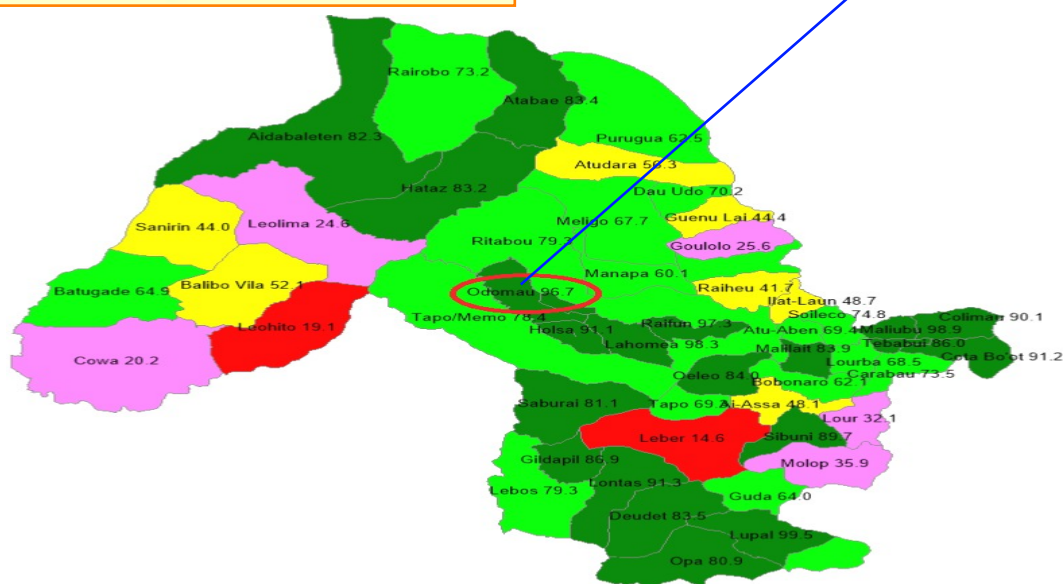 Rairobo 73.2
Atabae 83.4
Aidabaleten 82.3
Purugua 62.5
Atudara 56.3
Hataz 83.2
Dau Udo 70.2
Leolima 24.6
Meligo 67.7
Guenu Lai 44.4
Sanirin 44.0
Ritabou 79.3
Goulolo 25.6
Manapa 60.1
Balibo Vila 52.1
Batugade 64.9
Odomau 96.7
Raiheu 41.7
Ilat-Laun 48.7
Soileco 74.8
Tapo/Memo 78.4
Leohito 19.1
Holsa 91.1
Raifun 97.3
Atu-Aben 69.4
Maliubu 98.9
Coliman 90.1
Lahomea 98.3
Malilait 83.9
Tebabui 86.0
Cowa 20.2
Cota Bo'ot 91.2
Lourba 68.5
Oeleo 84.0
Carabau 73.5
Bobonaro 62.1
Saburai 81.1
Tapo 69.2
Ai-Assa 48.1
Lour 32.1
Leber 14.6
Sibuni 89.7
Gildapil 86.9
Molop 35.9
Lontas 91.3
Lebos 79.3
Guda 64.0
Deudet 83.5
Lupal 99.5
Opa 80.9